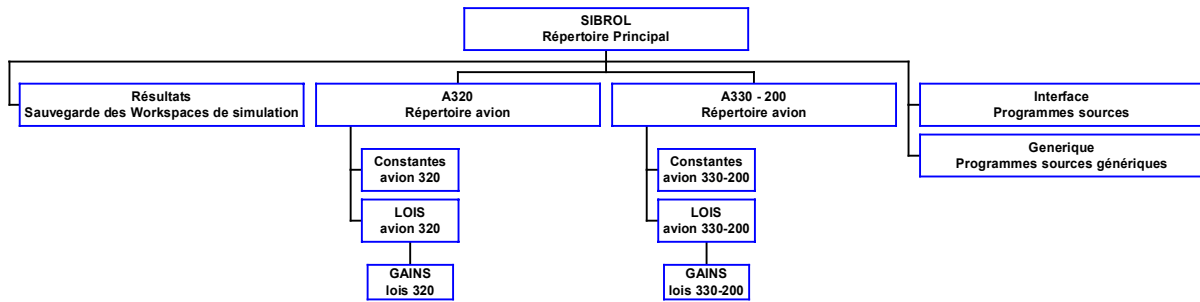 SIBROL
Répertoire Principal
Résultats
Sauvegarde des Workspaces de simulation
A320
Répertoire avion
A330 - 200
Répertoire avion
Interface
Programmes sources
Generique
Programmes sources génériques
Constantes
avion 320
Constantes
avion 330-200
LOIS
avion 320
LOIS
avion 330-200
GAINS
lois 320
GAINS
lois 330-200